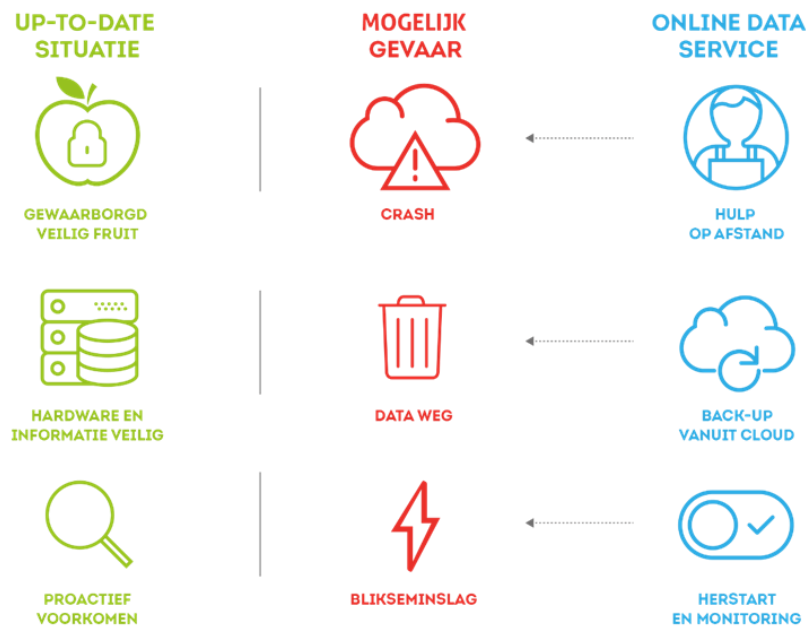 UP-TO-DATE
SITUATIE
MOGELIJK
GEVAAR
ONLINE DATA
SERVICE
GEWAARBORGD
VEILIG FRUIT
CRASH
HULP
OP AFSTAND
HARDWARE EN
INFORMATIE VEILIG
DATA WEG
BACK-UP
VANUIT CLOUD
PROACTIEF
VOORKOMEN
BLIKSEMINSLAG
HERSTART
EN MONITORING